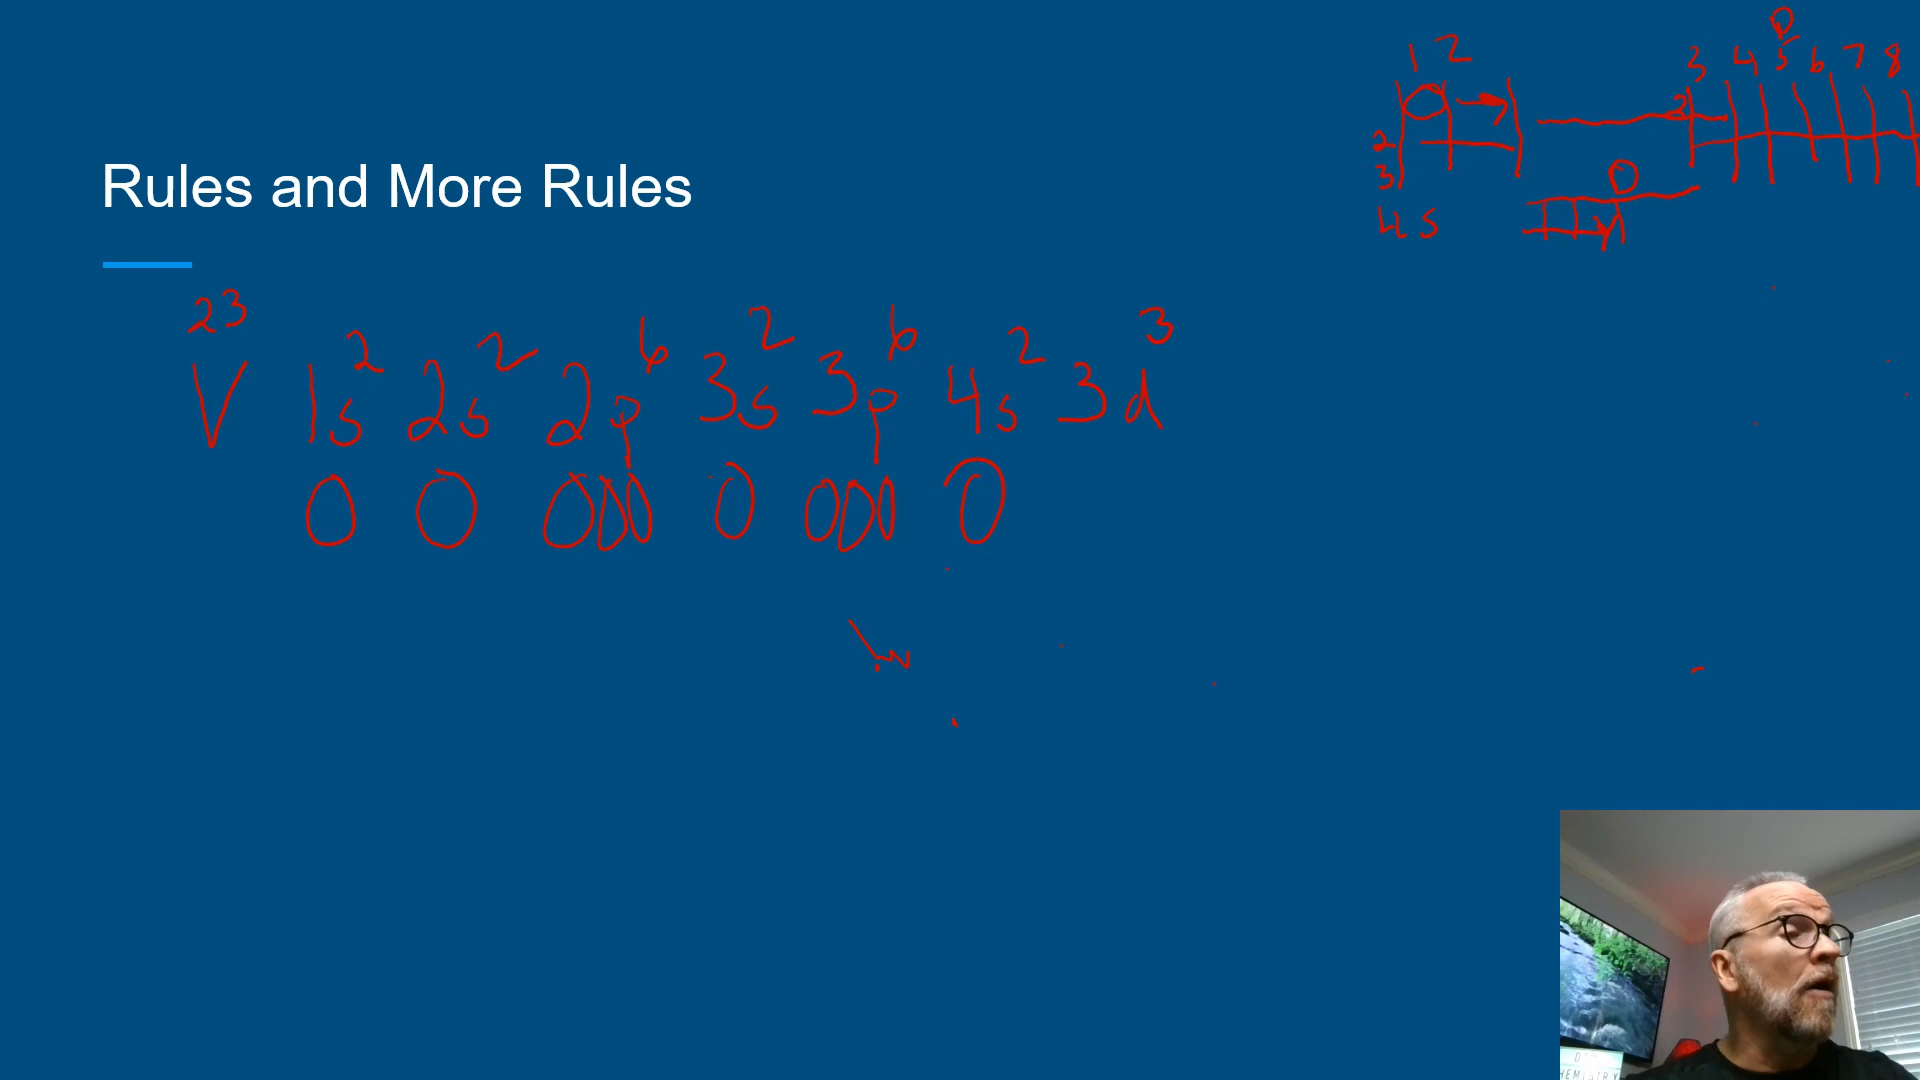 1 2 3 4 5 6 7 8
P
2
2
3
D
4s
Rules and More Rules
23
V 1s² 2s² 2p⁶ 3s² 3p⁶ 4s² 3d³